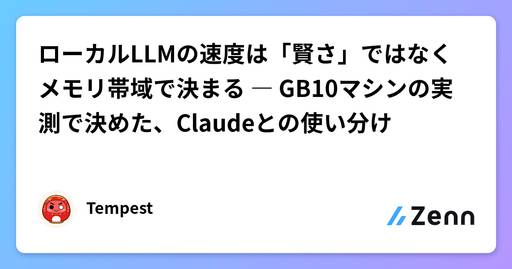 ローカルLLMの速度は「賢さ」ではなく
メモリ帯域で決まる — GB10マシンの実
測で決めた、Claudeとの使い分け
Tempest
Zenn